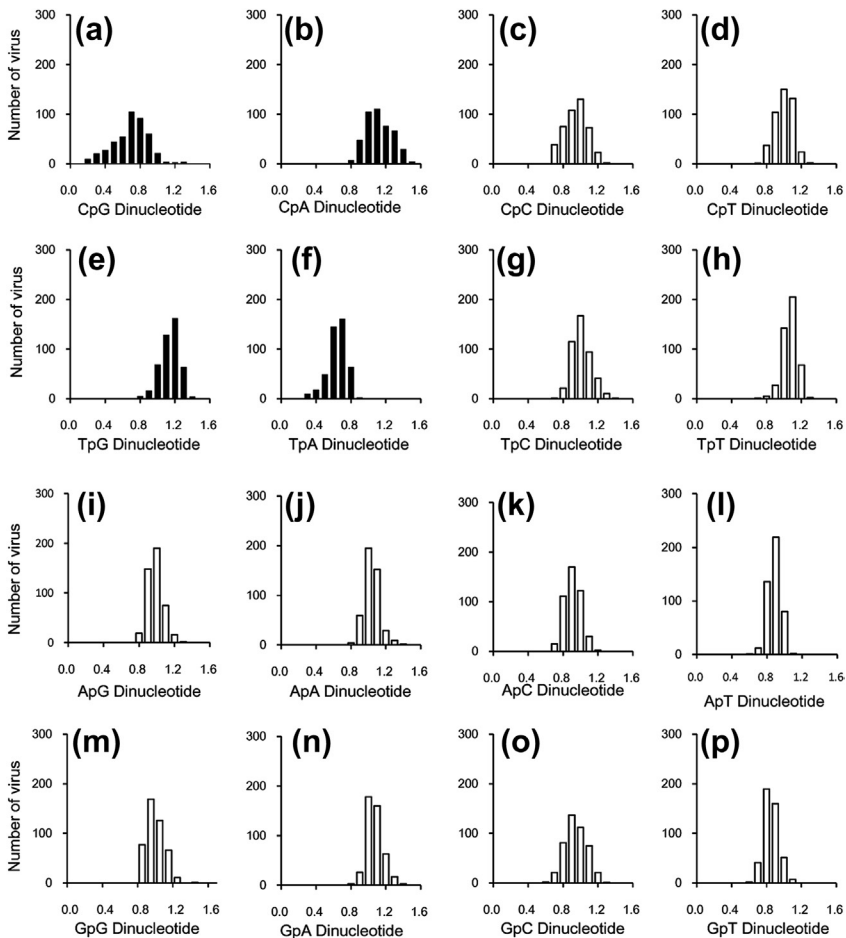 (a) (b) (c) (d)
Number of virus
300 300 300 300
200 200 200 200
100 100 100 100
0 0 0 0
0.0 0.4 0.8 1.2 1.6 0.0 0.4 0.8 1.2 1.6 0.0 0.4 0.8 1.2 1.6 0.0 0.4 0.8 1.2 1.6
CpG Dinucleotide CpA Dinucleotide CpC Dinucleotide CpT Dinucleotide
(e) (f) (g) (h)
Number of virus
300 300 300 300
200 200 200 200
100 100 100 100
0 0 0 0
0.0 0.4 0.8 1.2 1.6 0.0 0.4 0.8 1.2 1.6 0.0 0.4 0.8 1.2 1.6 0.0 0.4 0.8 1.2 1.6
TpG Dinucleotide TpA Dinucleotide TpC Dinucleotide TpT Dinucleotide
(i) (j) (k) (l)
Number of virus
300 300 300 300
200 200 200 200
100 100 100 100
0 0 0 0
0.0 0.4 0.8 1.2 1.6 0.0 0.4 0.8 1.2 1.6 0.0 0.4 0.8 1.2 1.6 0.0 0.4 0.8 1.2 1.6
ApG Dinucleotide ApA Dinucleotide ApC Dinucleotide ApT Dinucleotide
(m) (n) (o) (p)
Number of virus
300 300 300 300
200 200 200 200
100 100 100 100
0 0 0 0
0.0 0.4 0.8 1.2 1.6 0.0 0.4 0.8 1.2 1.6 0.0 0.4 0.8 1.2 1.6 0.0 0.4 0.8 1.2 1.6
GpG Dinucleotide GpA Dinucleotide GpC Dinucleotide GpT Dinucleotide